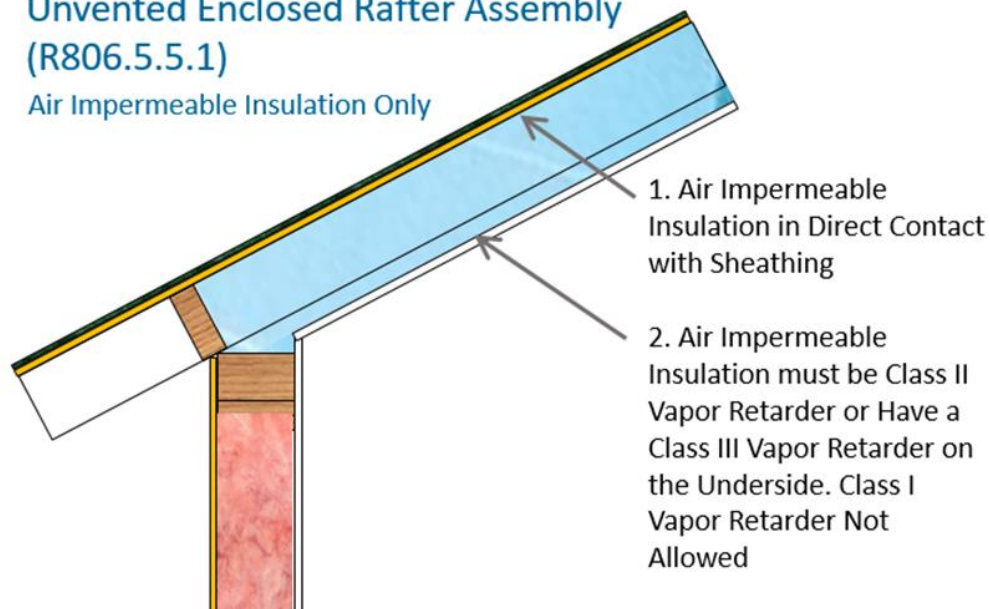 Unvented Enclosed Rafter Assembly
(R806.5.5.1)
Air Impermeable Insulation Only
1. Air Impermeable
Insulation in Direct Contact
with Sheathing
2. Air Impermeable
Insulation must be Class II
Vapor Retarder or Have a
Class III Vapor Retarder on
the Underside. Class I
Vapor Retarder Not
Allowed